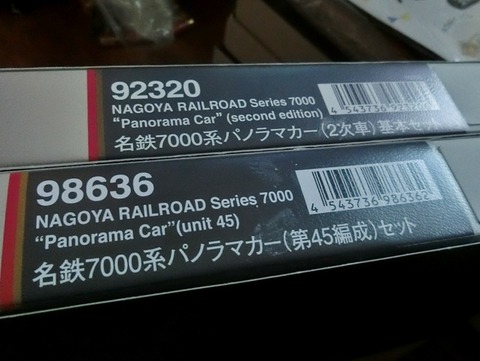 92320
NAGOYA RAILROAD Series 7000
"Panorama Car" (second edition)
名鉄7000系パノラマカー(2次車)基本セット
98636
NAGOYA RAILROAD Series 7000
"Panorama Car"(unit 45)
4 543736 986362
名鉄7000系パノラマカー(第45編成)セット